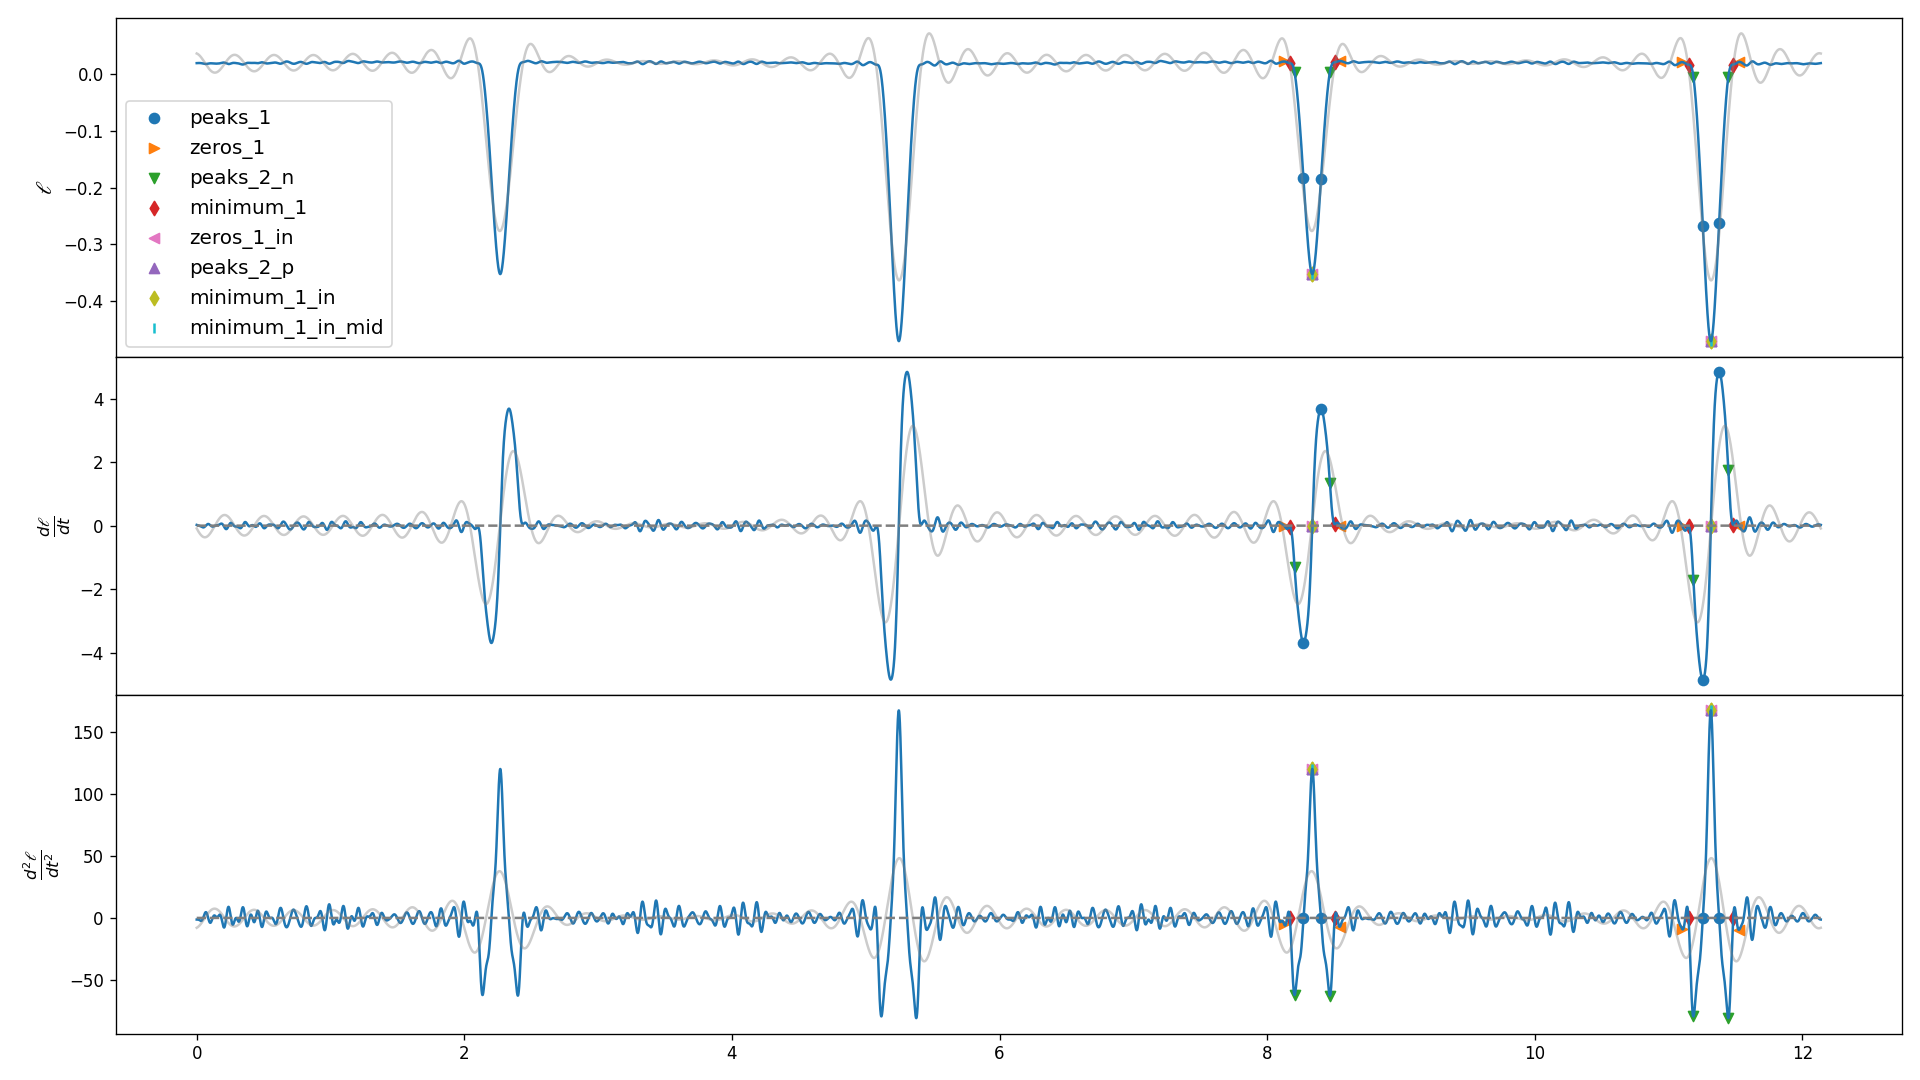 0.0
−0.1
−0.2
−0.3
−0.4
ℓ
peaks_1
zeros_1
peaks_2_n
minimum_1
zeros_1_in
peaks_2_p
minimum_1_in
minimum_1_in_mid
4
2
0
−2
−4
dℓ
dt
150
100
50
0
−50
d²ℓ
dt²
0 2 4 6 8 10 12